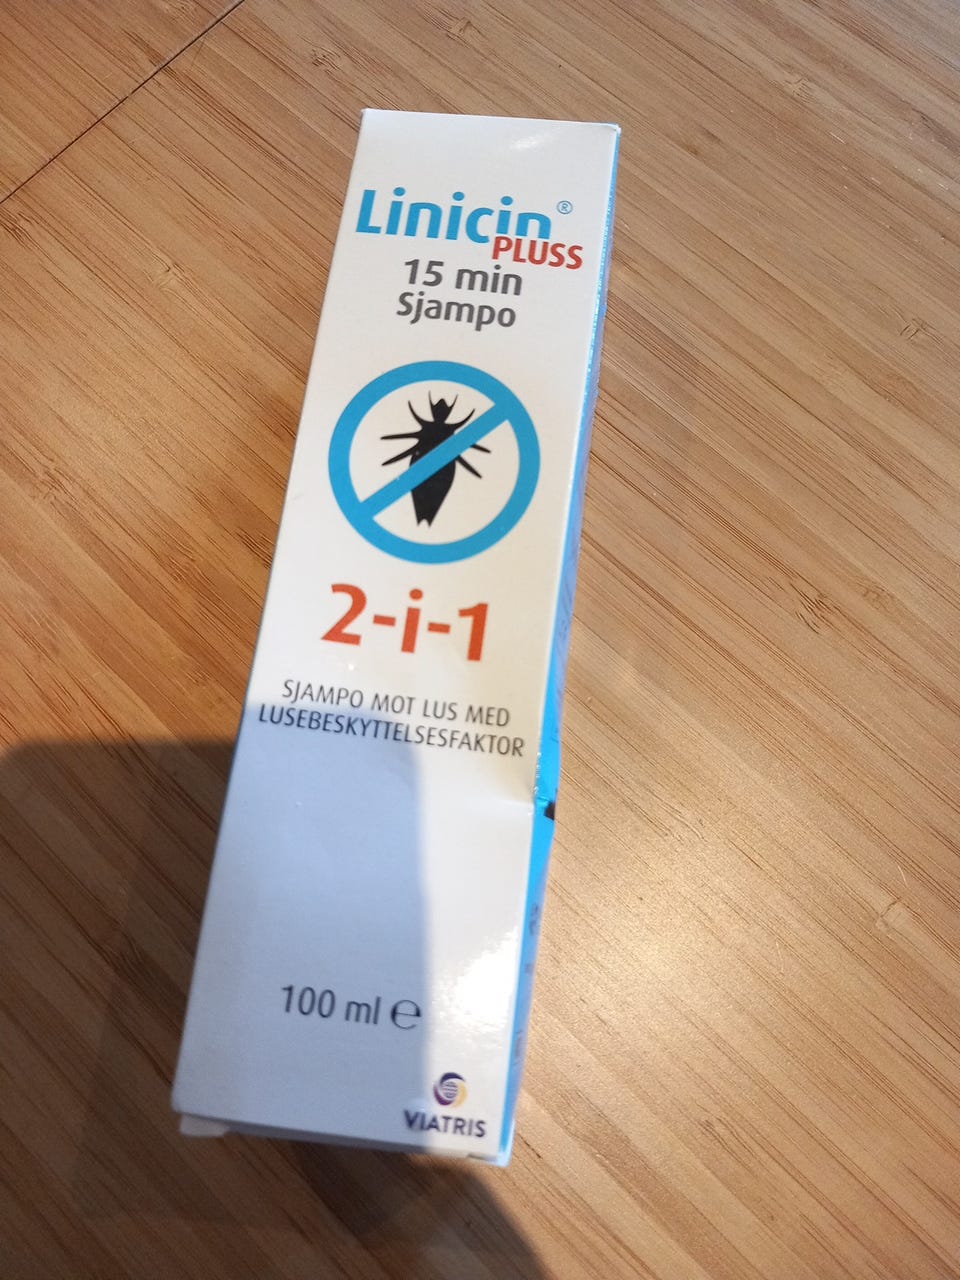 Linicin®
PLUSS
15 min
Sjampo
2-i-1
SJAMPO MOT LUS MED
LUSEBESKYTTELSESFAKTOR
100 ml ℮
VIATRIS